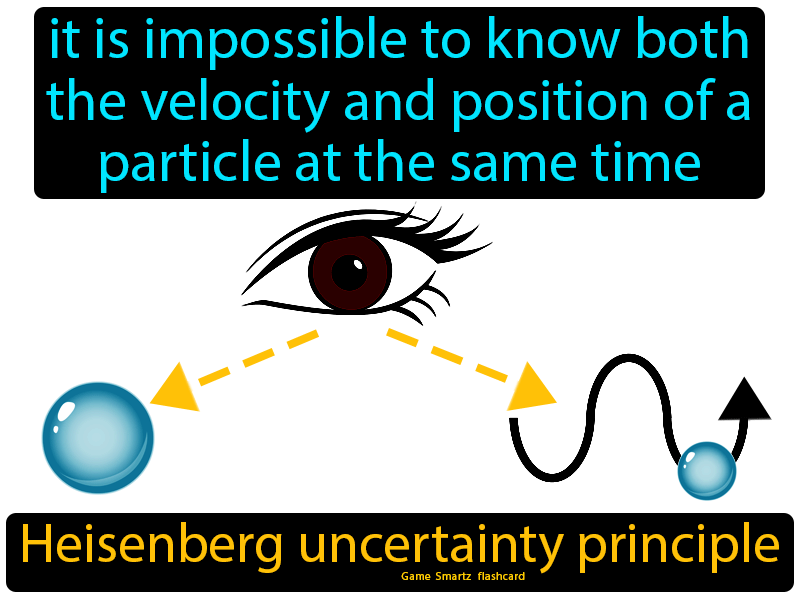 it is impossible to know both
the velocity and position of a
particle at the same time
Heisenberg uncertainty principle
Game Smartz flashcard